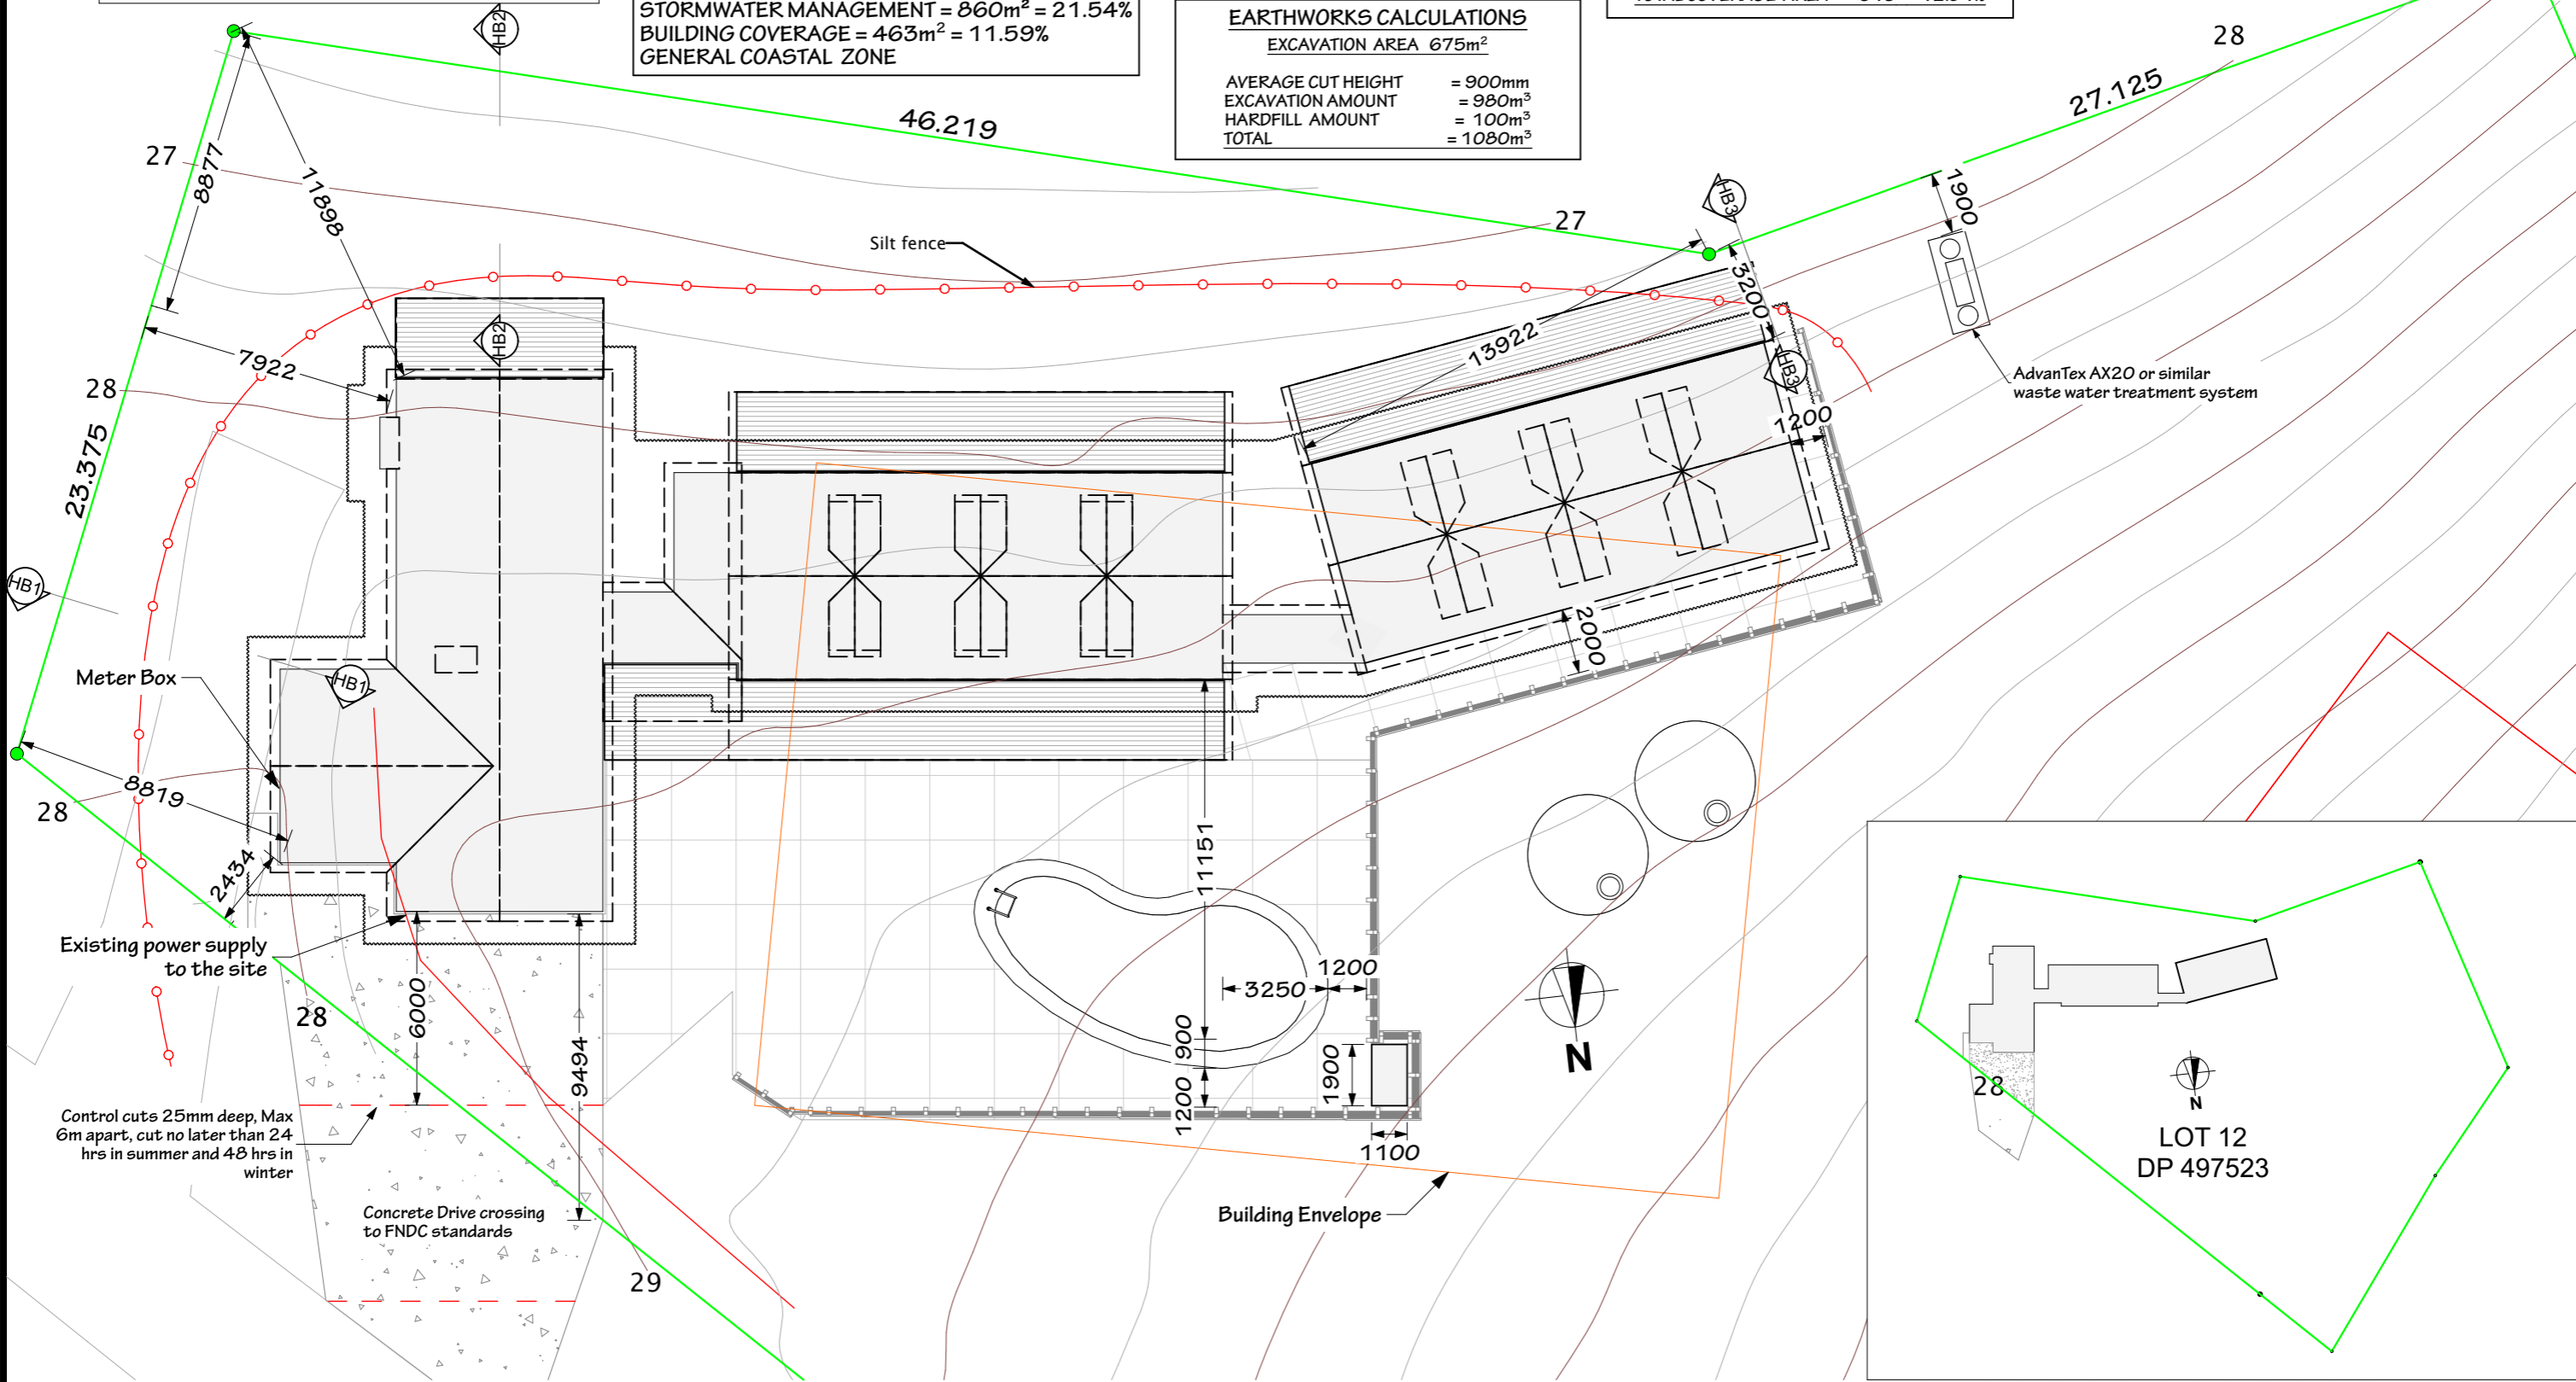 STORMWATER MANAGEMENT = 860m² = 21.54%
BUILDING COVERAGE = 463m² = 11.59%
GENERAL COASTAL ZONE
EARTHWORKS CALCULATIONS
EXCAVATION AREA 675m²
AVERAGE CUT HEIGHT = 900mm
EXCAVATION AMOUNT = 980m³
HARDFILL AMOUNT = 100m³
TOTAL = 1080m³
HB2
28
27.125
46.219
27
8877
11898
1900
HB3
27
Silt fence
3200
HB2
13922
7922
HB3
AdvanTex AX20 or similar
waste water treatment system
28
1200
23.375
HB1
2000
Meter Box
HB1
8819
28
2434
11151
Existing power supply
to the site
28
6000
9494
3250
1200
900
1200
1900
1100
N
Control cuts 25mm deep, Max
6m apart, cut no later than 24
hrs in summer and 48 hrs in
winter
Concrete Drive crossing
to FNDC standards
29
Building Envelope
28
N
LOT 12
DP 497523